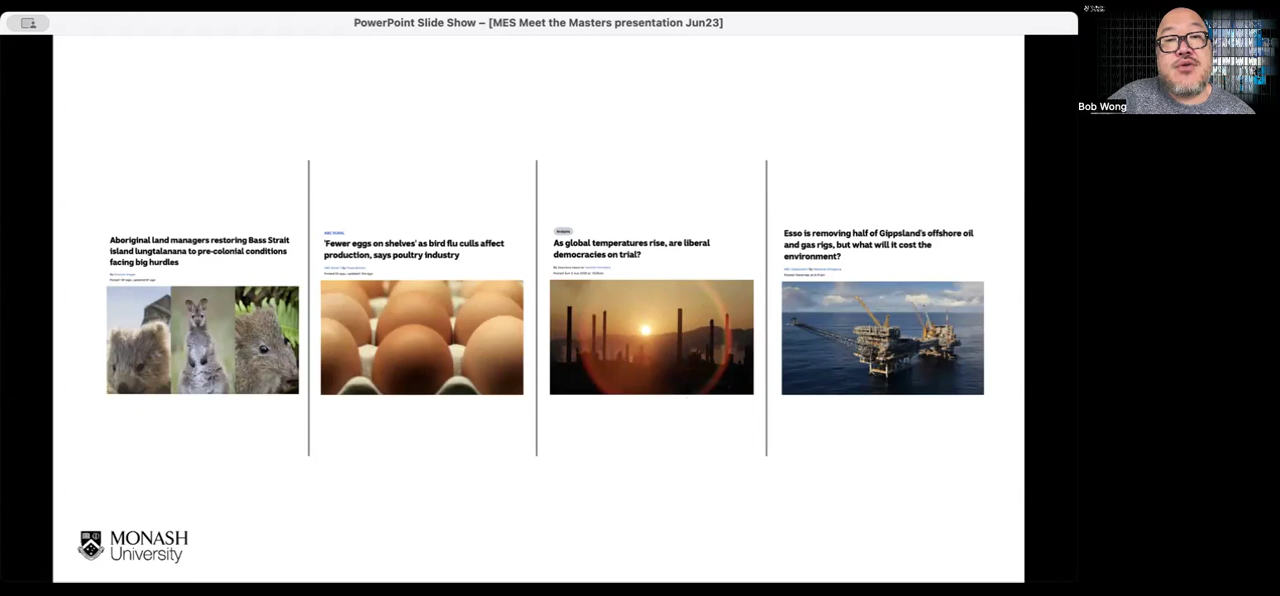 PowerPoint Slide Show – [MES Meet the Masters presentation Jun23]
Bob Wong
Aboriginal land managers restoring Bass Strait
island lungtalanana to pre-colonial conditions
facing big hurdles
'Fewer eggs on shelves' as bird flu culls affect
production, says poultry industry
As global temperatures rise, are liberal
democracies on trial?
Esso is removing half of Gippsland's offshore oil
and gas rigs, but what will it cost the
environment?
MONASH
University